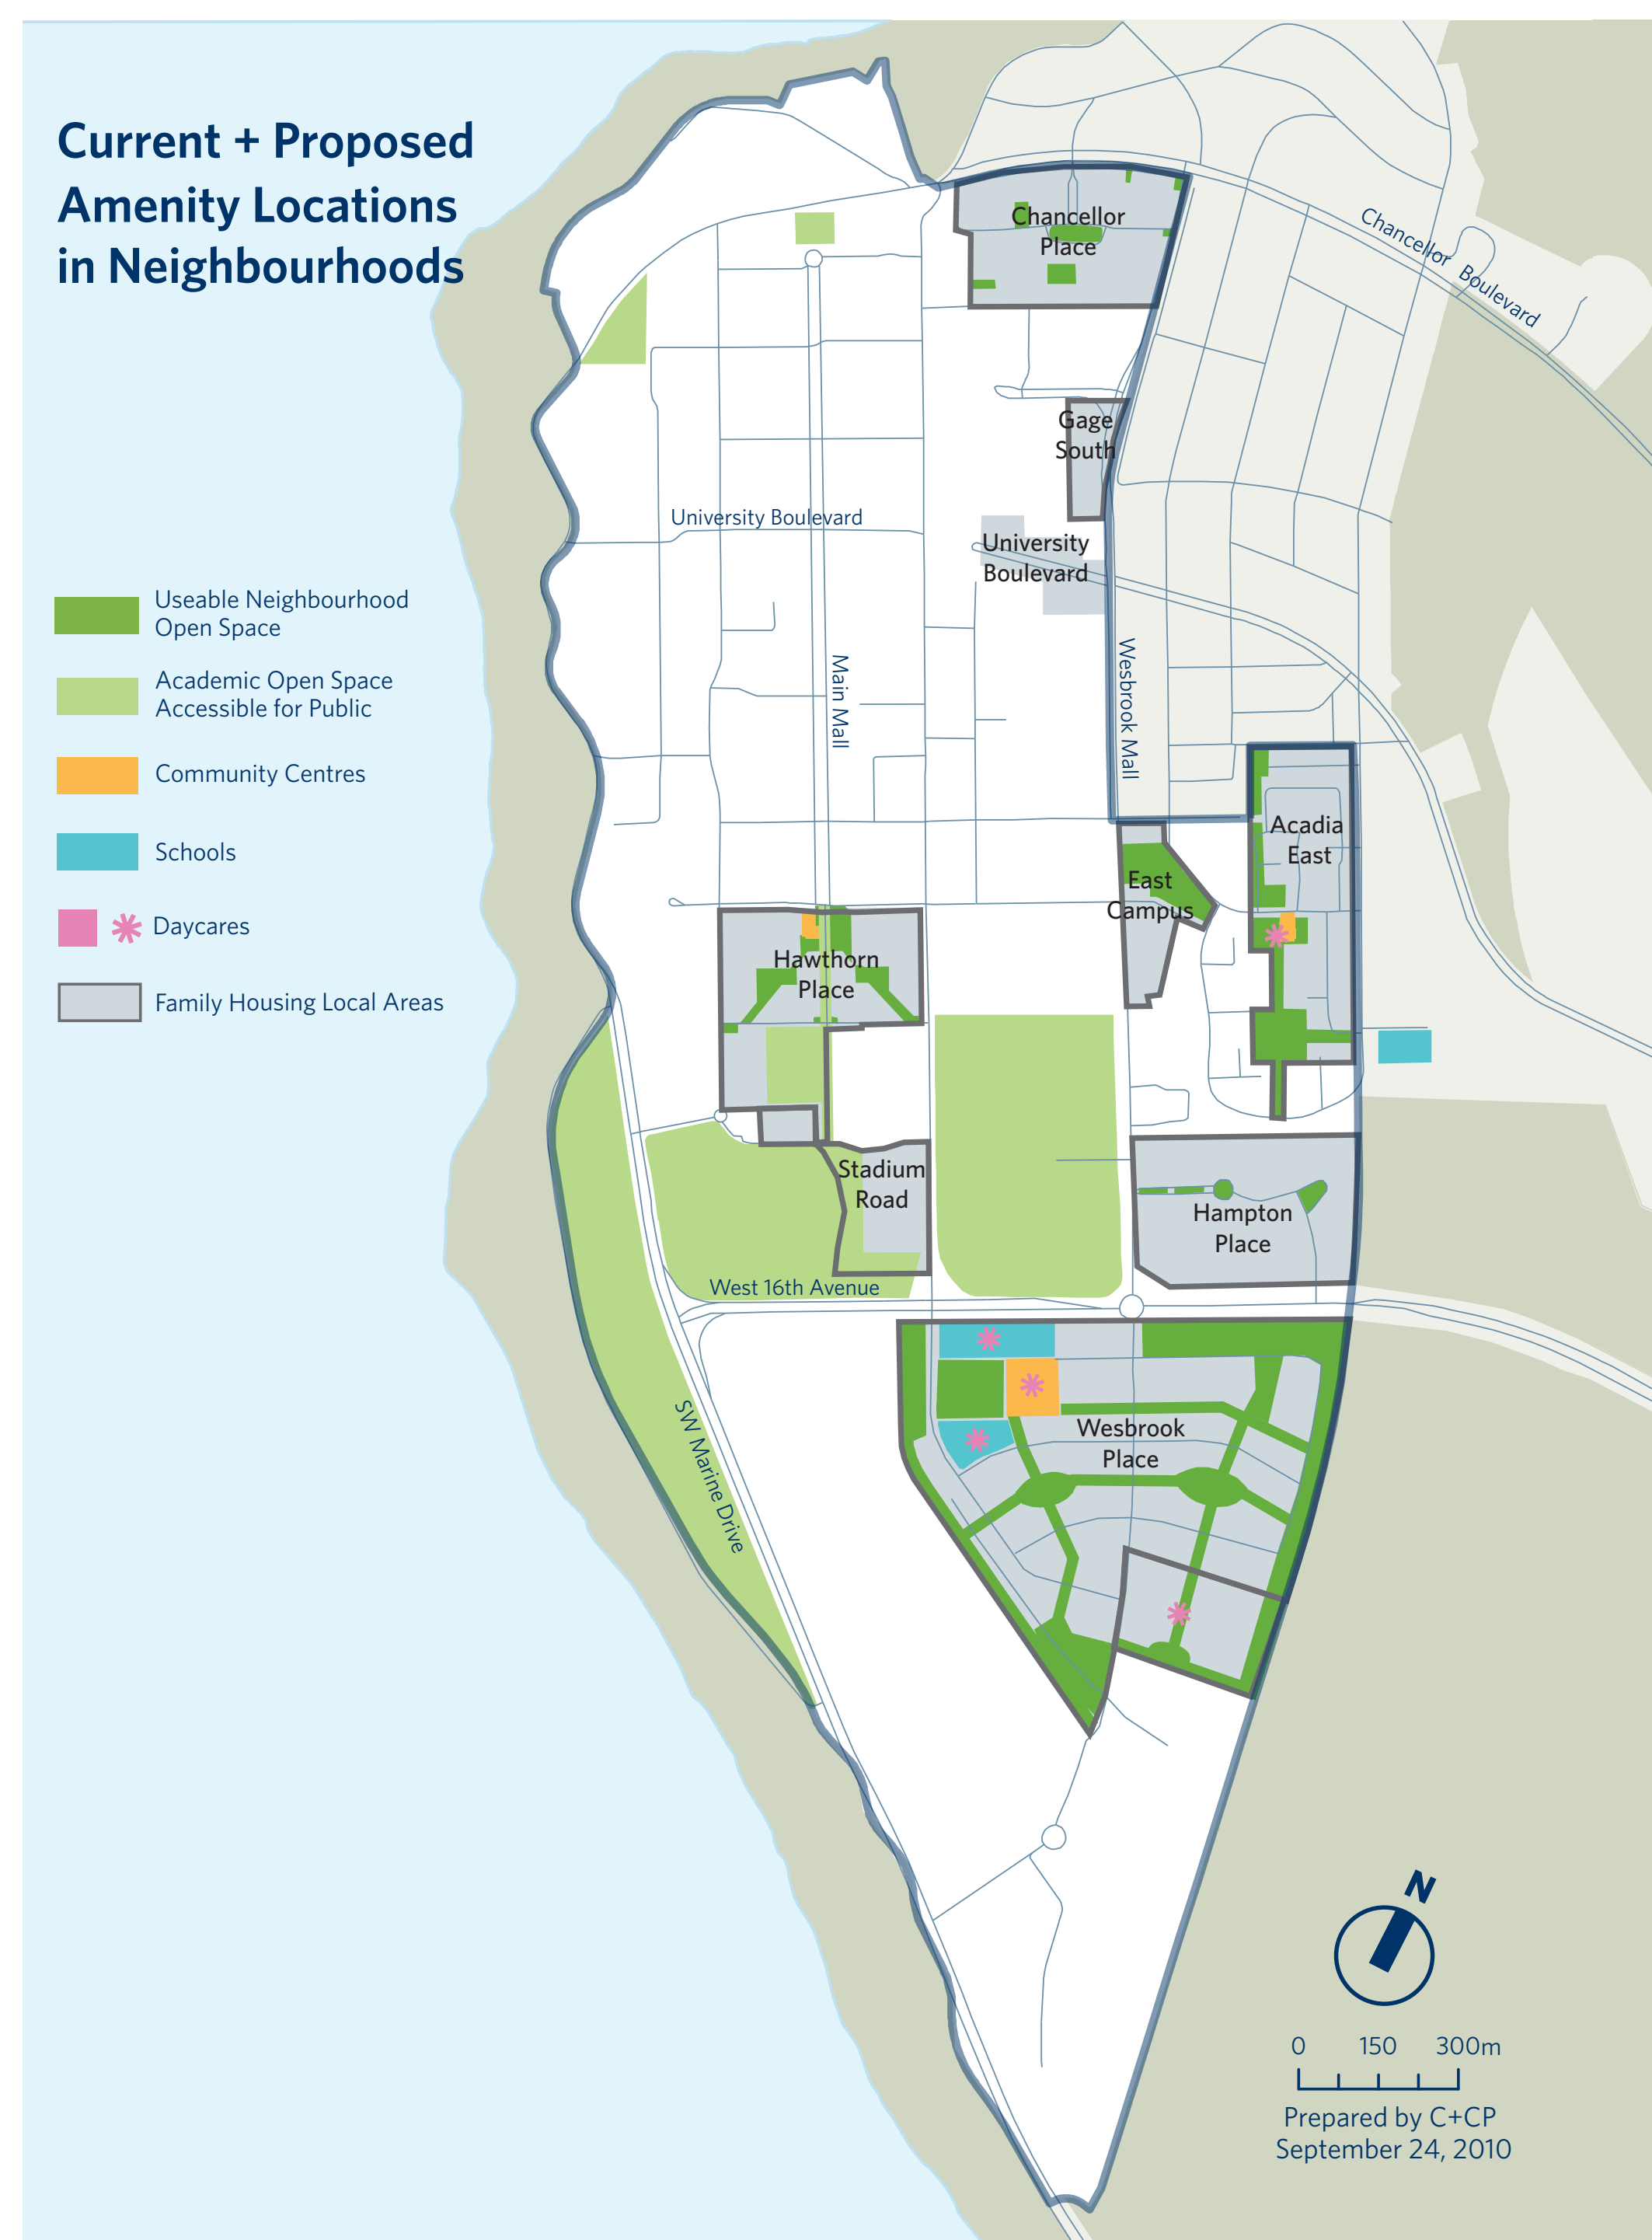 Current + Proposed
Amenity Locations
in Neighbourhoods
Useable Neighbourhood
Open Space
Academic Open Space
Accessible for Public
Community Centres
Schools
Daycares
Family Housing Local Areas
Chancellor
Place
Chancellor Boulevard
Gage
South
University Boulevard
University
Boulevard
Main Mall
Wesbrook Mall
Acadia
East
East
Campus
Hawthorn
Place
Stadium
Road
Hampton
Place
West 16th Avenue
SW Marine Drive
Wesbrook
Place
N
0 150 300m
Prepared by C+CP
September 24, 2010